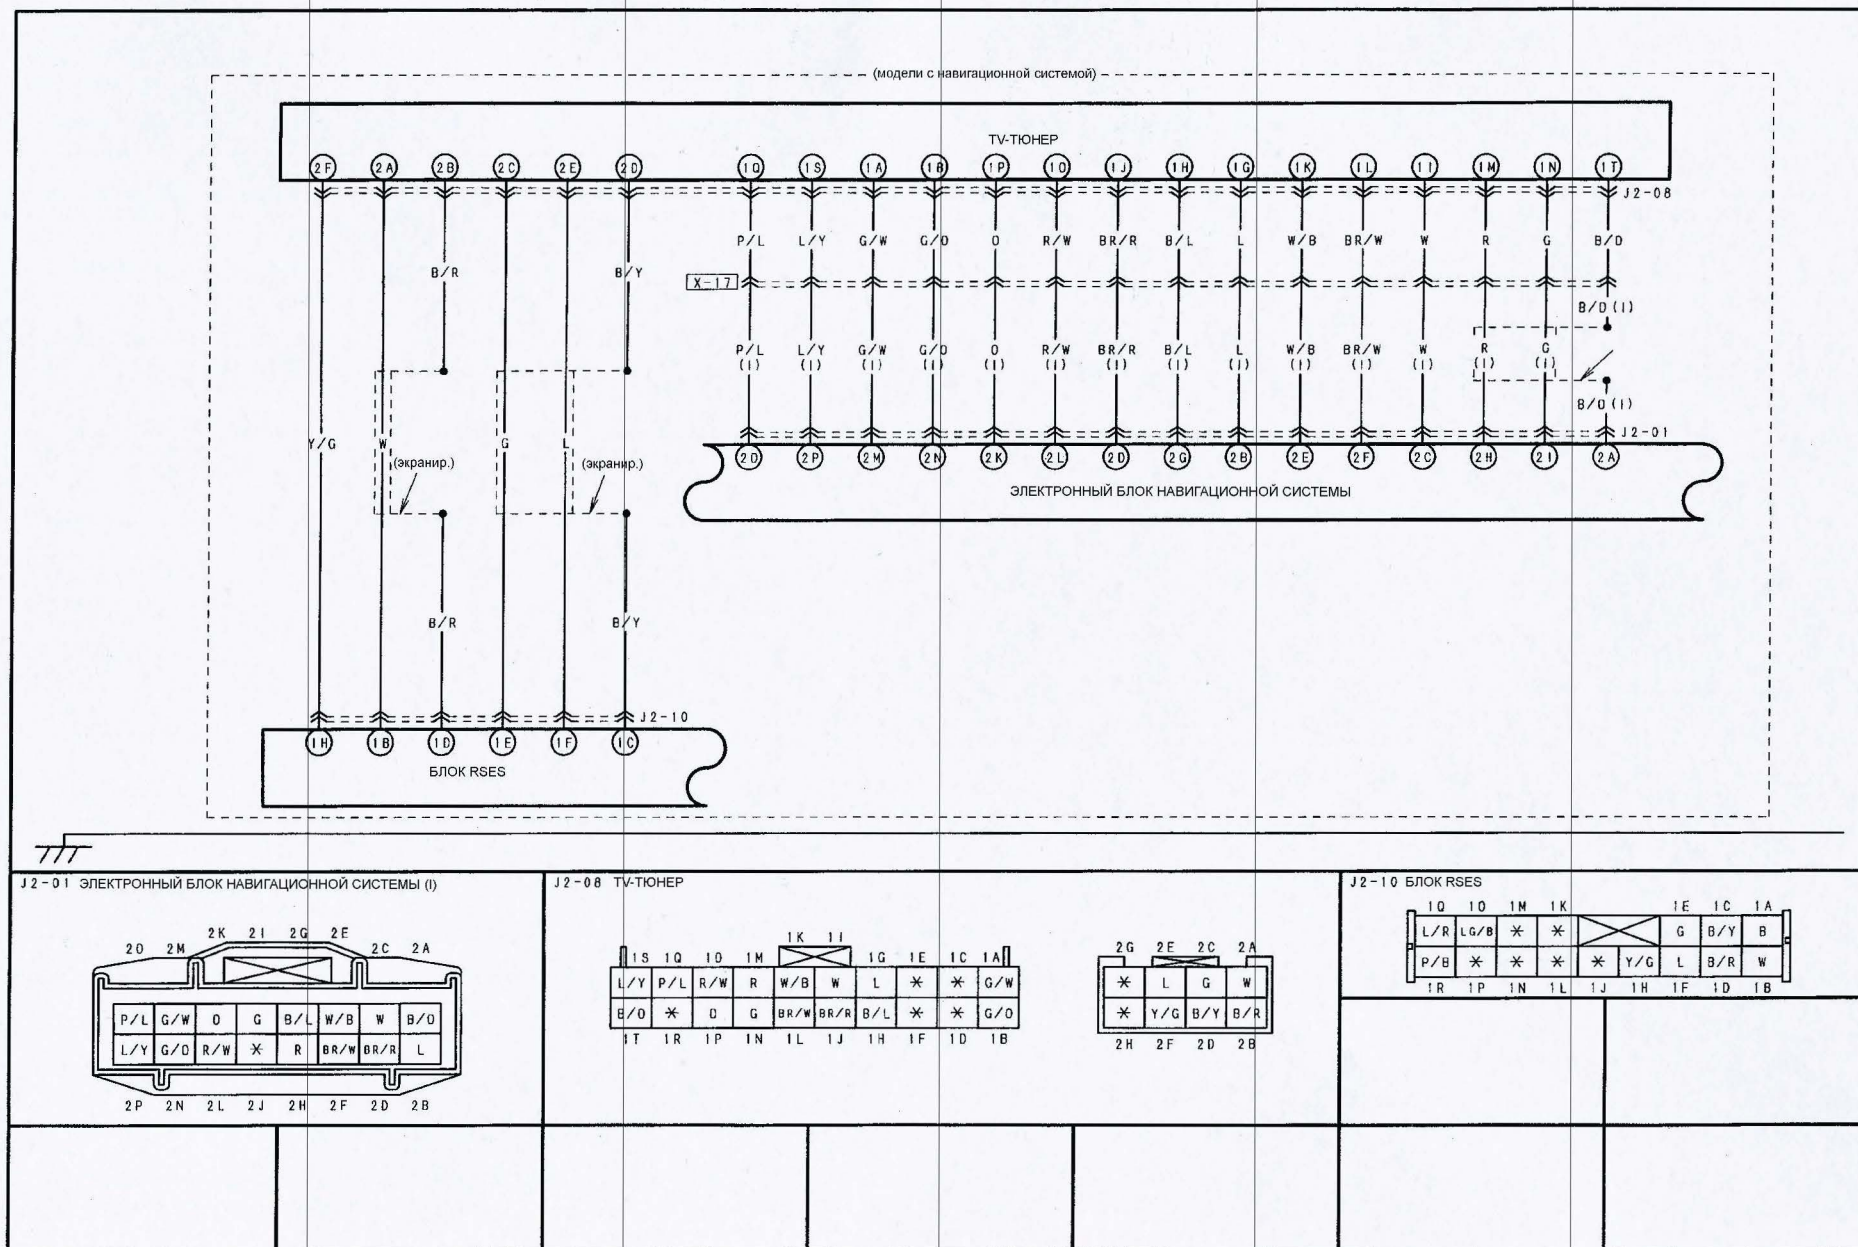 (модели с навигационной системой)
TV-ТЮНЕР
2F 2A 2B 2C 2E 2D 1Q 1S 1A 1B 1P 1O 1J 1H 1G 1K 1L 1I 1M 1N 1T
J2-08
P/L L/Y G/W G/O O R/W BR/R B/L L W/B BR/W W R G B/O
B/R B/Y
X-17
B/O (I)
P/L L/Y G/W G/O O R/W BR/R B/L L W/B BR/W W R G
(I) (I) (I) (I) (I) (I) (I) (I) (I) (I) (I) (I) (I) (I)
B/O (I)
J2-01
Y/G W G L
(экранир.) (экранир.)
2O 2P 2M 2N 2K 2L 2D 2G 2B 2E 2F 2C 2H 2I 2A
ЭЛЕКТРОННЫЙ БЛОК НАВИГАЦИОННОЙ СИСТЕМЫ
B/R B/Y
J2-10
1H 1B 1D 1E 1F 1C
БЛОК RSES
J2-01 ЭЛЕКТРОННЫЙ БЛОК НАВИГАЦИОННОЙ СИСТЕМЫ (I)
2O 2M 2K 2I 2G 2E 2C 2A
P/L G/W O G B/L W/B W B/O
L/Y G/O R/W * R BR/W BR/R L
2P 2N 2L 2J 2H 2F 2D 2B
J2-08 TV-ТЮНЕР
1S 1Q 1O 1M 1K 1I 1G 1E 1C 1A
L/Y P/L R/W R W/B W L * * G/W
B/O * O G BR/W BR/R B/L * * G/O
1T 1R 1P 1N 1L 1J 1H 1F 1D 1B
2G 2E 2C 2A
* L G W
* Y/G B/Y B/R
2H 2F 2D 2B
J2-10 БЛОК RSES
1Q 1O 1M 1K 1E 1C 1A
L/R LG/B * * G B/Y B
P/B * * * * Y/G L B/R W
1R 1P 1N 1L 1J 1H 1F 1D 1B